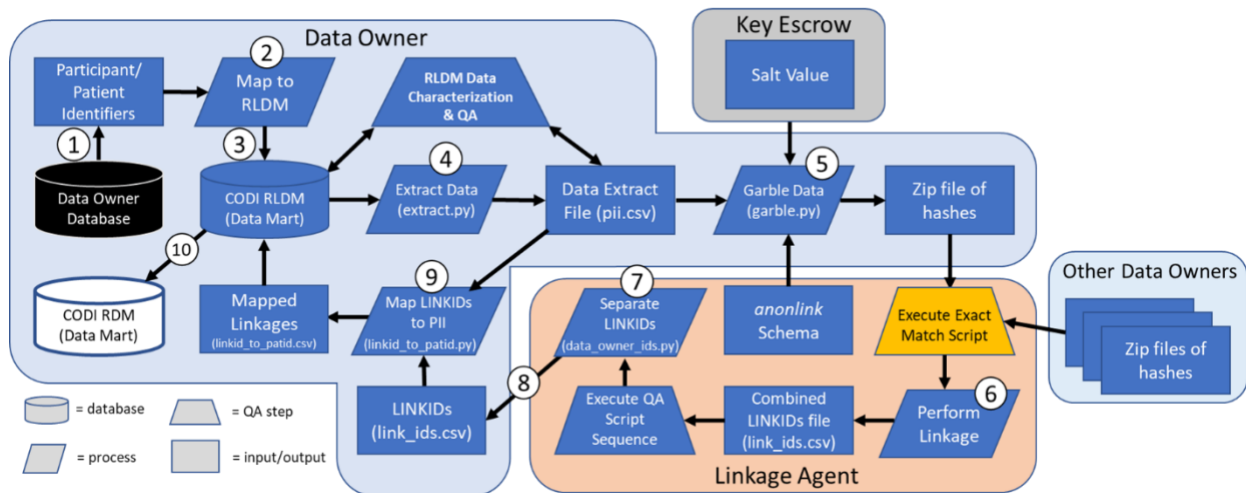 Data Owner
Key Escrow
Salt Value
1
Participant/
Patient
Identifiers
2
Map to
RLDM
RLDM Data
Characterization
& QA
Data Owner
Database
3
CODI RLDM
(Data Mart)
4
Extract Data
(extract.py)
Data Extract
File (pii.csv)
5
Garble Data
(garble.py)
Zip file of
hashes
10
CODI RDM
(Data Mart)
Mapped
Linkages
(linkid_to_patid.csv)
9
Map LINKIDs
to PII
(linkid_to_patid.py)
7
Separate
LINKIDs
(data_owner_ids.py)
anonlink
Schema
Execute Exact
Match Script
Other Data Owners
Zip files of
hashes
8
LINKIDs
(link_ids.csv)
Execute QA
Script
Sequence
Combined
LINKIDs file
(link_ids.csv)
6
Perform
Linkage
Linkage Agent
= database
= QA step
= process
= input/output